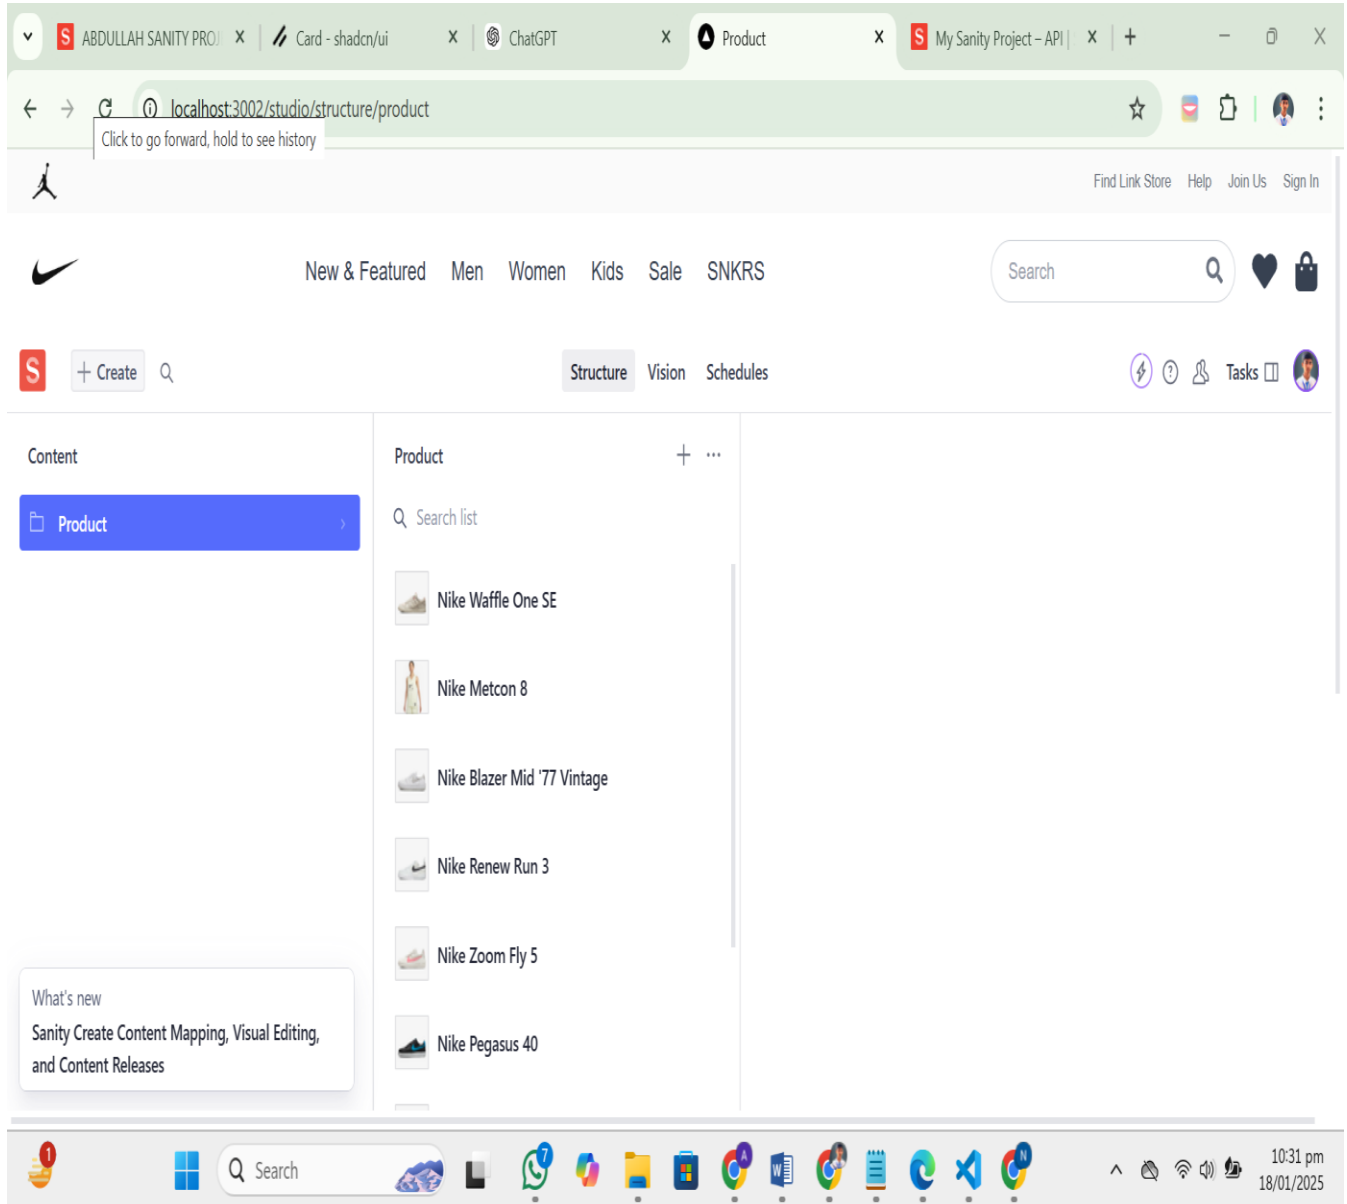 ABDULLAH SANITY PROJ
Card - shadcn/ui
ChatGPT
Product
My Sanity Project – API |
localhost:3002/studio/structure/product
Click to go forward, hold to see history
Find Link Store Help Join Us Sign In
New & Featured Men Women Kids Sale SNKRS
Search
S
+ Create
Structure Vision Schedules
Tasks
Content
Product
Product
Search list
Nike Waffle One SE
Nike Metcon 8
Nike Blazer Mid '77 Vintage
Nike Renew Run 3
Nike Zoom Fly 5
Nike Pegasus 40
What's new
Sanity Create Content Mapping, Visual Editing,
and Content Releases
1
Search
7
A
N
10:31 pm
18/01/2025